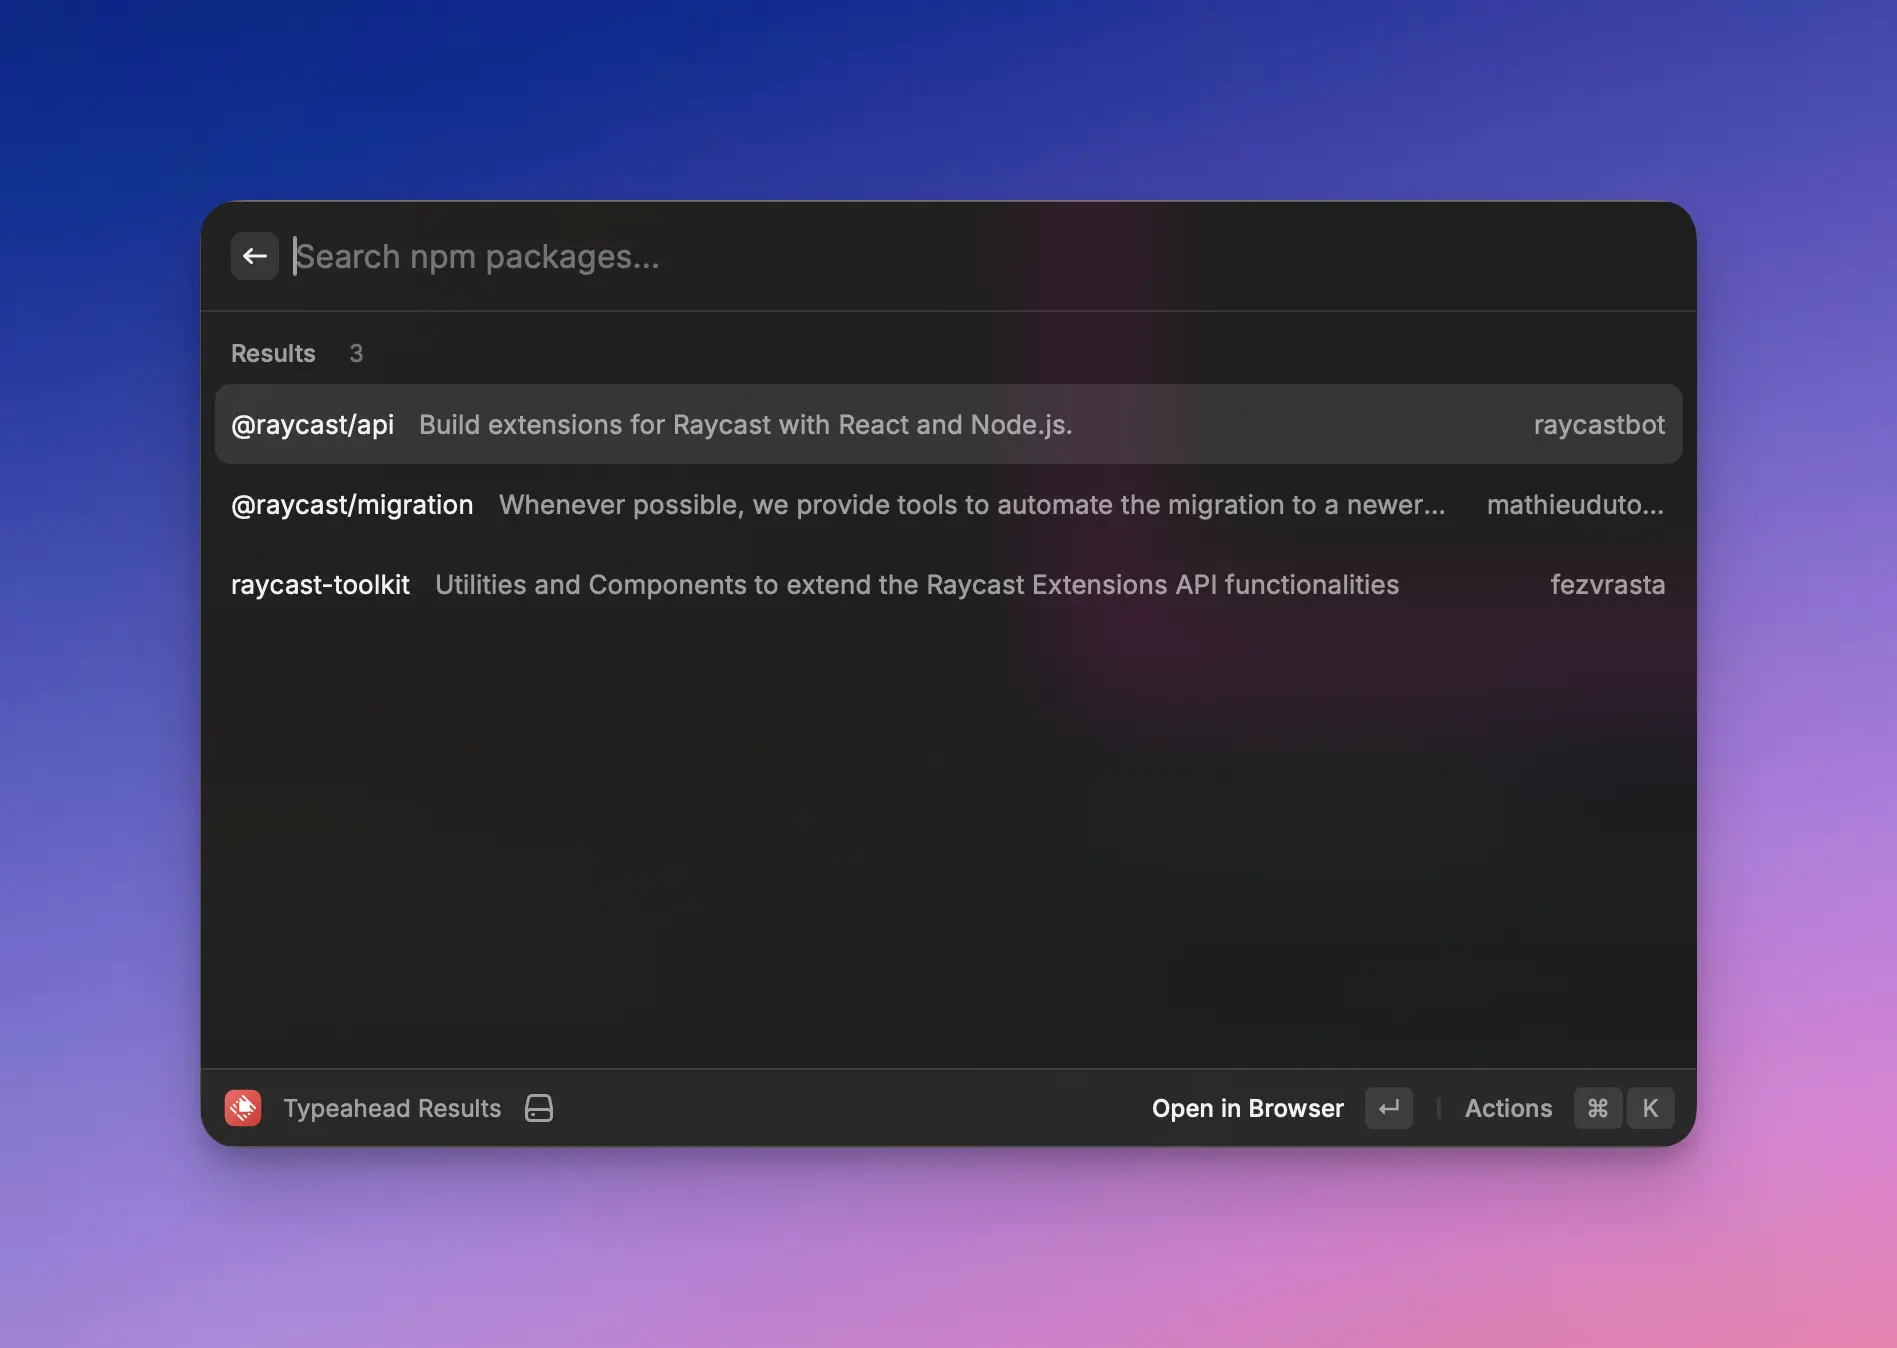 Search npm packages...
Results 3
@raycast/api Build extensions for Raycast with React and Node.js. raycastbot
@raycast/migration Whenever possible, we provide tools to automate the migration to a newer... mathieuduto...
raycast-toolkit Utilities and Components to extend the Raycast Extensions API functionalities fezvrasta
Typeahead Results Open in Browser ↵ Actions ⌘ K